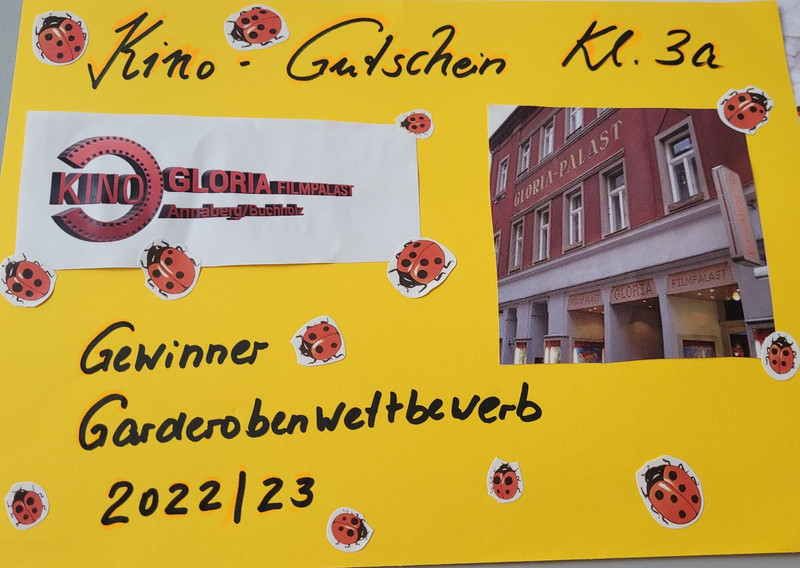 Kino - Gutschein Kl. 3a
KINO GLORIA FILMPALAST
Annaberg/Buchholz
GLORIA-PALAST
FILMPALAST GLORIA FILMPALAST
Gewinner
Garderobenwettbewerb
2022/23